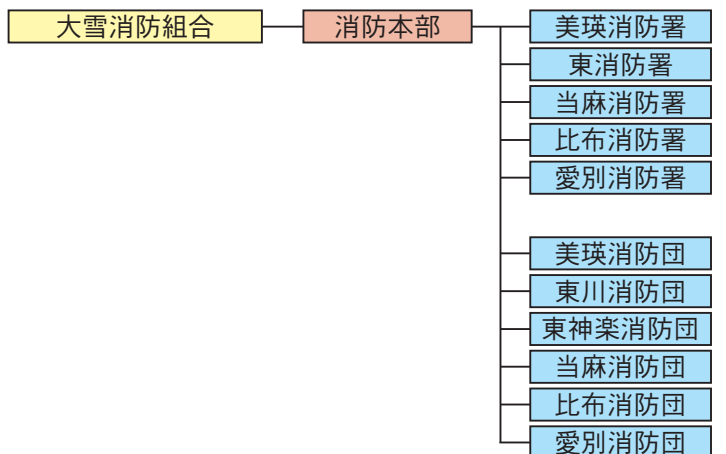 大雪消防組合
消防本部
美瑛消防署
東消防署
当麻消防署
比布消防署
愛別消防署
美瑛消防団
東川消防団
東神楽消防団
当麻消防団
比布消防団
愛別消防団